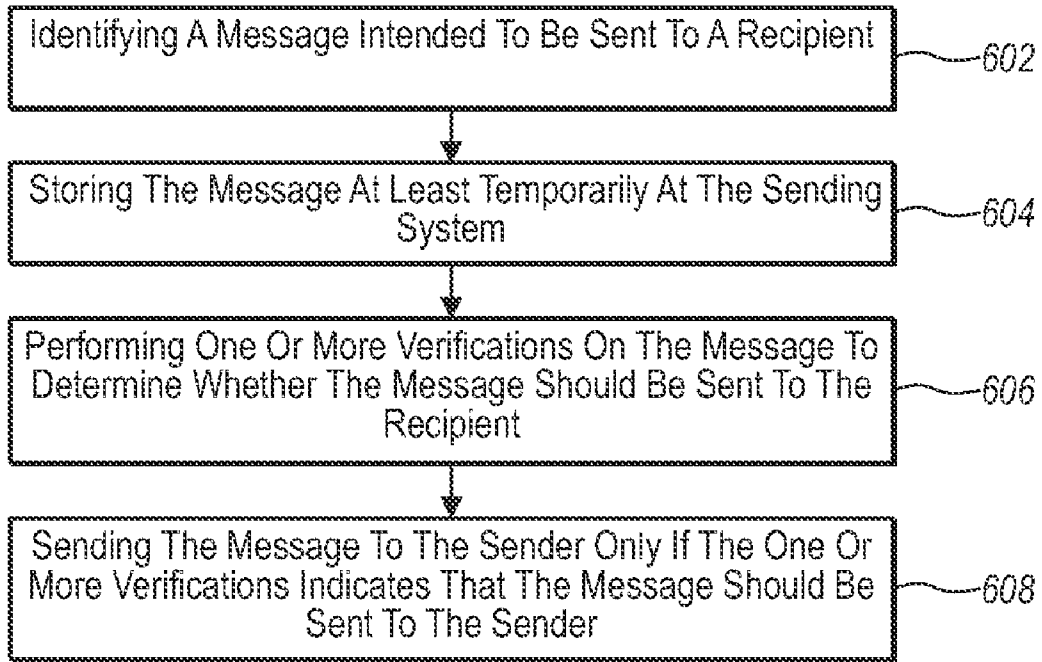 Identifying A Message Intended To Be Sent To A Recipient
602
Storing The Message At Least Temporarily At The Sending
System
604
Performing One Or More Verifications On The Message To
Determine Whether The Message Should Be Sent To The
Recipient
606
Sending The Message To The Sender Only If The One Or
More Verifications Indicates That The Message Should Be
Sent To The Sender
608